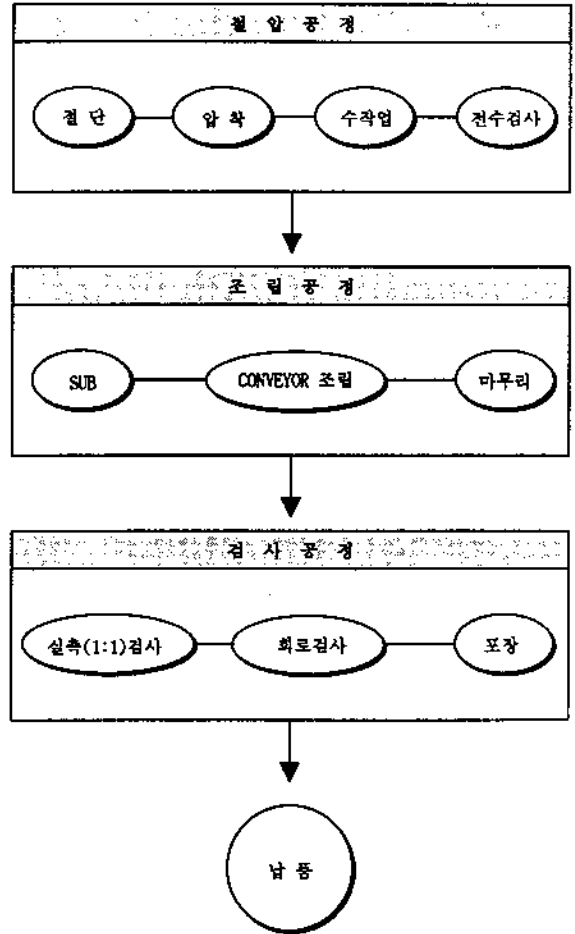 절 압 공 정
절 단 압 착 수작업 전수검사
조 립 공 정
SUB CONVEYOR 조립 마무리
검 사 공 정
실측(1:1)검사 회로검사 포장
납 품